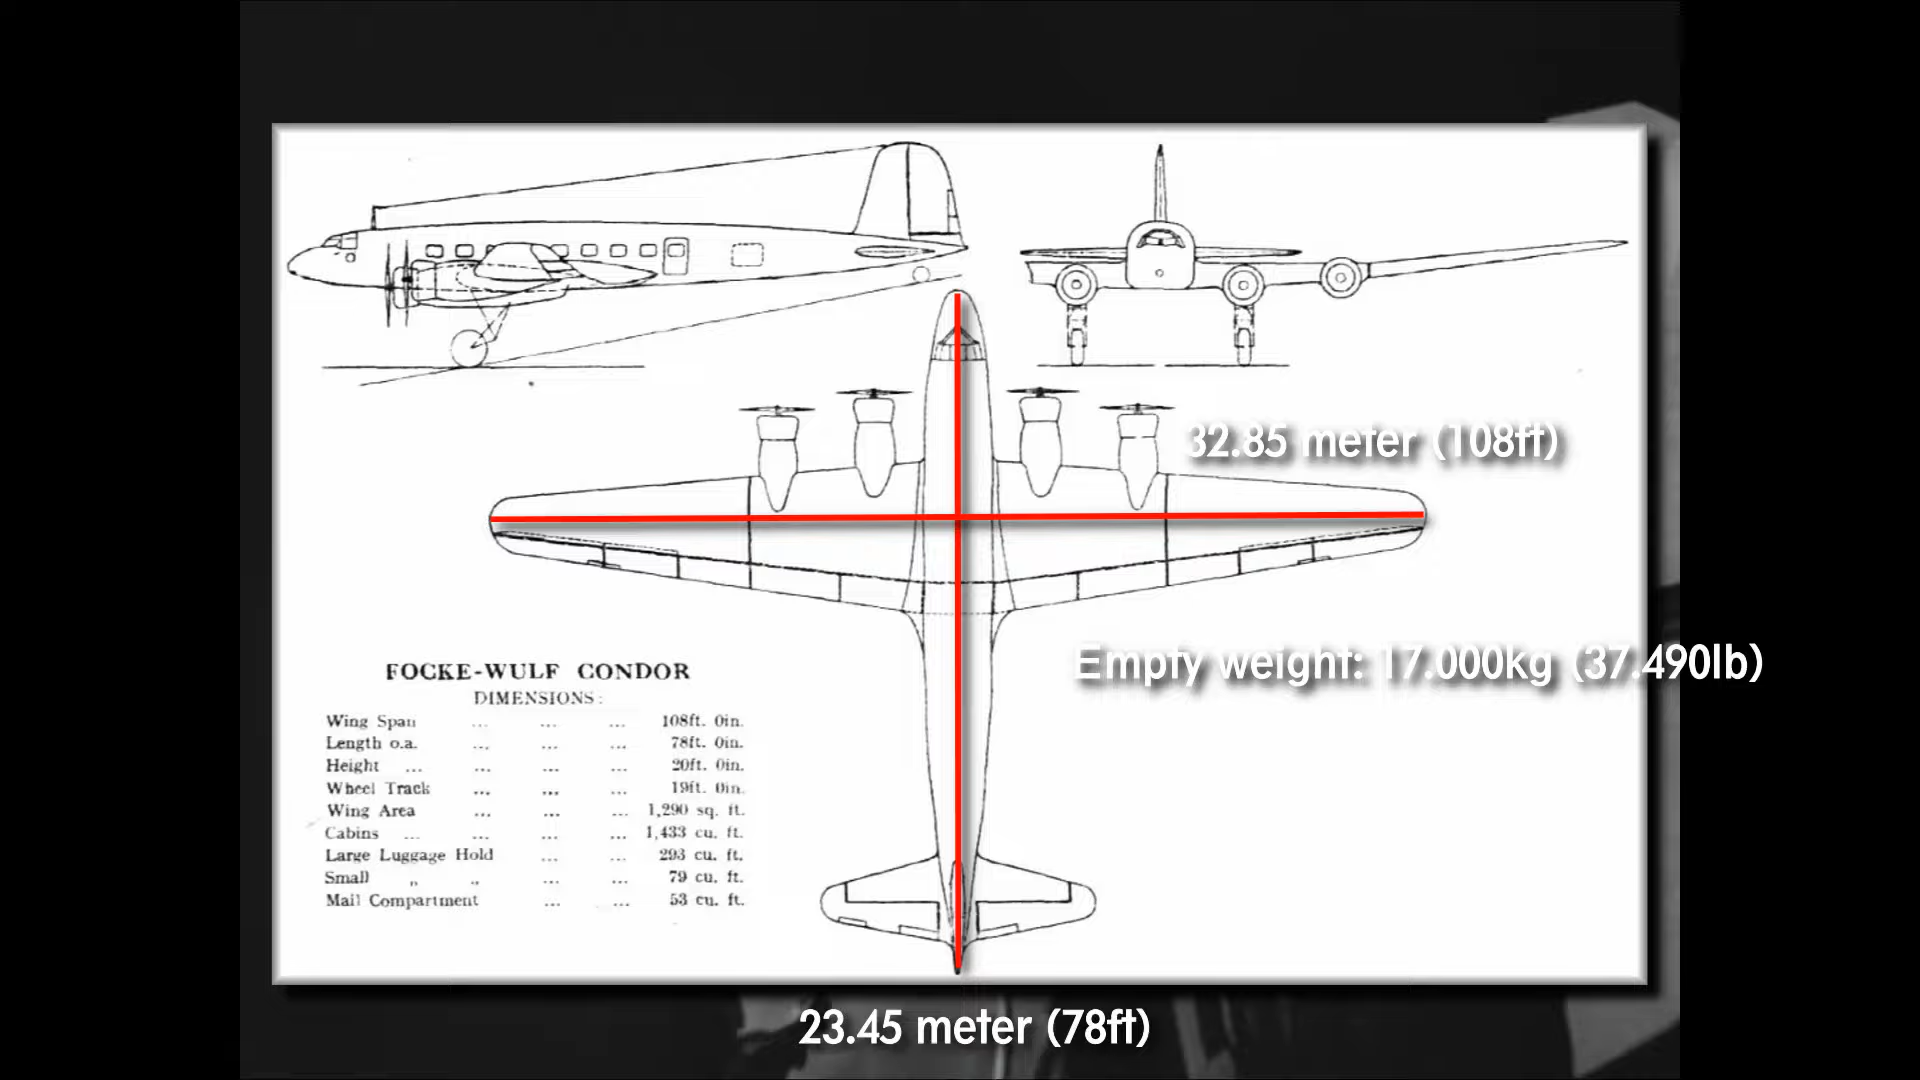 32.85 meter (108ft)
Empty weight: 17.000kg (37.490lb)
FOCKE-WULF CONDOR
DIMENSIONS:
Wing Span ... ... ... 108ft. 0in.
Length o.a. ... ... ... 78ft. 0in.
Height ... ... ... ... 20ft. 0in.
Wheel Track ... ... ... 19ft. 0in.
Wing Area ... ... ... 1,290 sq. ft.
Cabins ... ... ... ... 1,433 cu. ft.
Large Luggage Hold ... ... 293 cu. ft.
Small „ „ ... ... 79 cu. ft.
Mail Compartment ... ... 53 cu. ft.
23.45 meter (78ft)